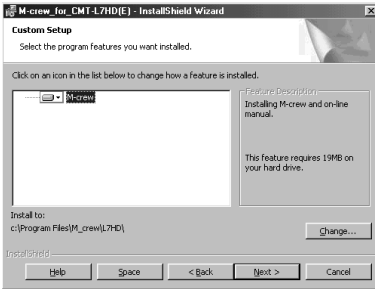 M-crew_for_CMT-L7HD(E) - InstallShield Wizard
Custom Setup
Select the program features you want installed.
Click on an icon in the list below to change how a feature is installed.
M-crew
Feature Description
Installing M-crew and on-line
manual.
This feature requires 19MB on
your hard drive.
Install to:
c:\Program Files\M_crew\L7HD\
Change...
InstallShield
Help
Space
< Back
Next >
Cancel